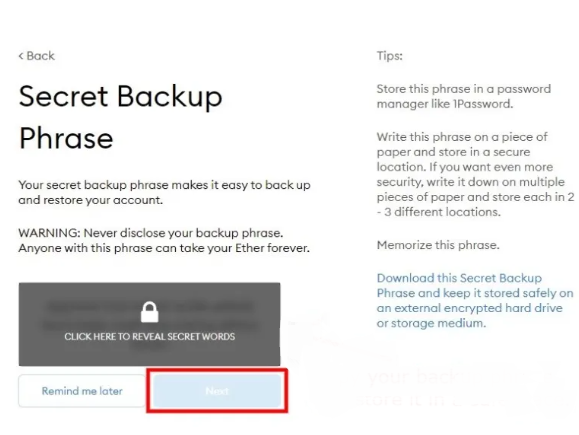 < Back
Secret Backup
Phrase
Your secret backup phrase makes it easy to back up
and restore your account.
WARNING: Never disclose your backup phrase.
Anyone with this phrase can take your Ether forever.
CLICK HERE TO REVEAL SECRET WORDS
Remind me later
Next
Tips:
Store this phrase in a password
manager like 1Password.
Write this phrase on a piece of
paper and store in a secure
location. If you want even more
security, write it down on multiple
pieces of paper and store each in 2
- 3 different locations.
Memorize this phrase.
Download this Secret Backup
Phrase and keep it stored safely on
an external encrypted hard drive
or storage medium.